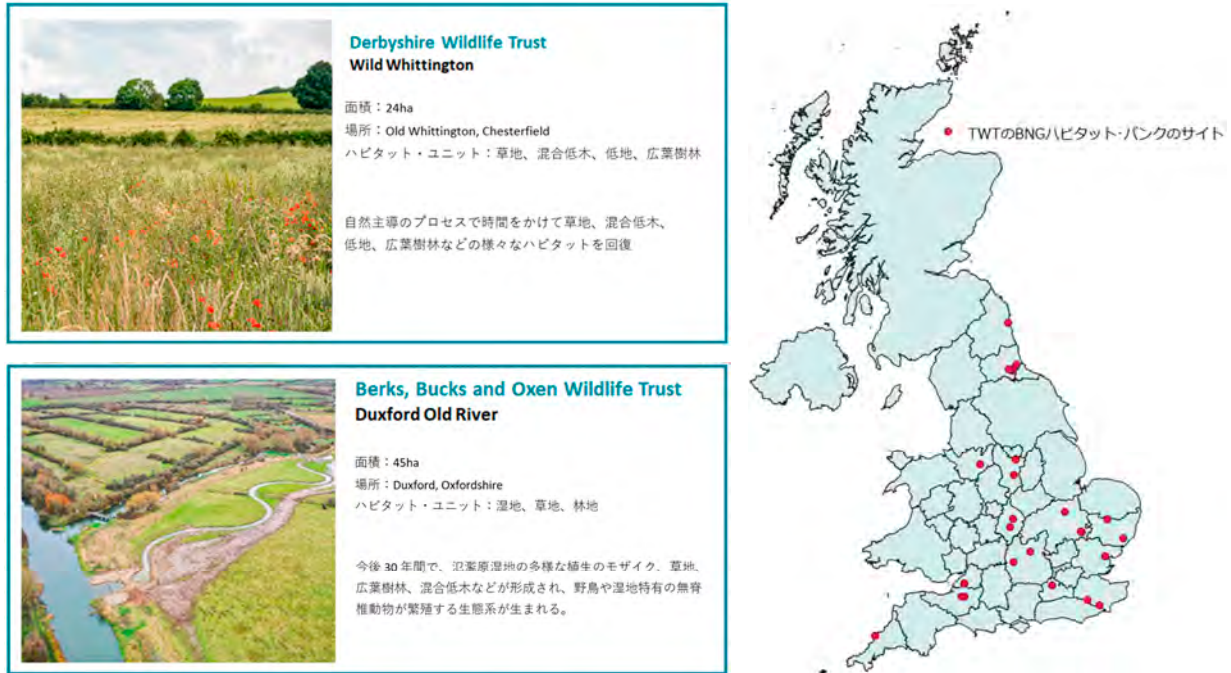 Derbyshire Wildlife Trust
Wild Whittington
面積：24ha
場所：Old Whittington, Chesterfield
ハビタット・ユニット：草地、混合低木、低地、広葉樹林
自然主導のプロセスで時間をかけて草地、混合低木、
低地、広葉樹林などの様々なハビタットを回復
Berks, Bucks and Oxen Wildlife Trust
Duxford Old River
面積：45ha
場所：Duxford, Oxfordshire
ハビタット・ユニット：湿地、草地、林地
今後 30 年間で、氾濫原湿地の多様な植生のモザイク、草地、
広葉樹林、混合低木などが形成され、野鳥や湿地特有の無脊
椎動物が繁殖する生態系が生まれる。
TWTのBNGハビタット・バンクのサイト